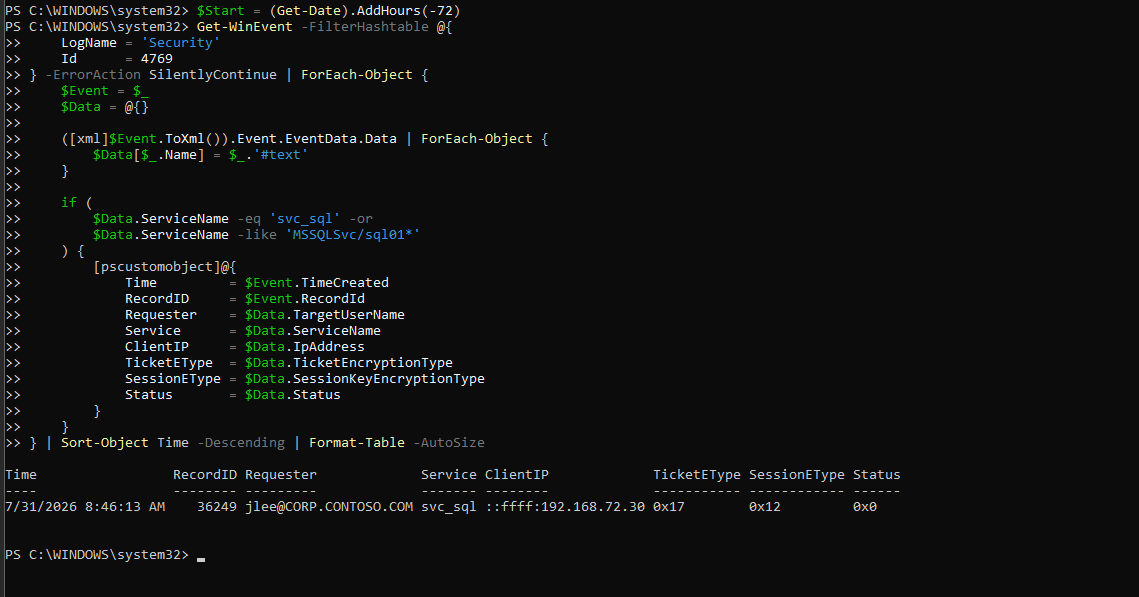 PS C:\WINDOWS\system32> $Start = (Get-Date).AddHours(-72)
PS C:\WINDOWS\system32> Get-WinEvent -FilterHashtable @{
>>     LogName = 'Security'
>>     Id      = 4769
>> } -ErrorAction SilentlyContinue | ForEach-Object {
>>     $Event = $_
>>     $Data = @{}
>>
>>     ([xml]$Event.ToXml()).Event.EventData.Data | ForEach-Object {
>>         $Data[$_.Name] = $_.'#text'
>>     }
>>
>>     if (
>>         $Data.ServiceName -eq 'svc_sql' -or
>>         $Data.ServiceName -like 'MSSQLSvc/sql01*'
>>     ) {
>>         [pscustomobject]@{
>>             Time         = $Event.TimeCreated
>>             RecordID     = $Event.RecordId
>>             Requester    = $Data.TargetUserName
>>             Service      = $Data.ServiceName
>>             ClientIP     = $Data.IpAddress
>>             TicketEType  = $Data.TicketEncryptionType
>>             SessionEType = $Data.SessionKeyEncryptionType
>>             Status       = $Data.Status
>>         }
>>     }
>> } | Sort-Object Time -Descending | Format-Table -AutoSize

Time                 RecordID Requester              Service ClientIP             TicketEType SessionEType Status
----                 -------- ---------              ------- --------             ----------- ------------ ------
7/31/2026 8:46:13 AM    36249 jlee@CORP.CONTOSO.COM svc_sql ::ffff:192.168.72.30 0x17        0x12         0x0

PS C:\WINDOWS\system32>